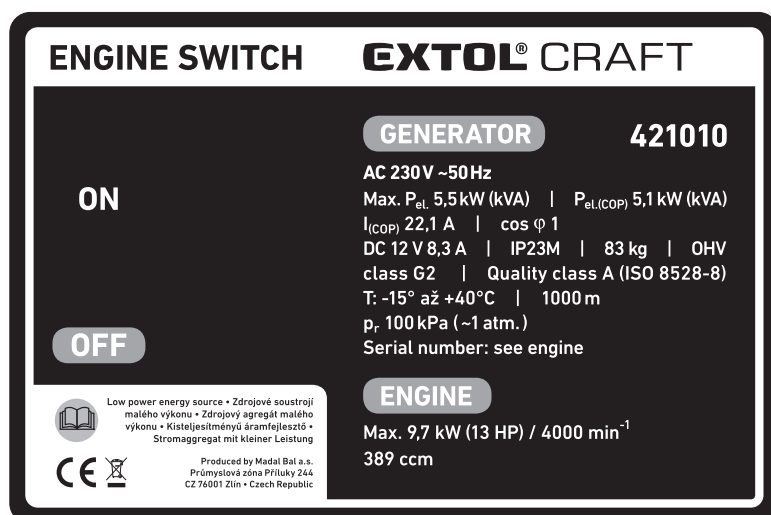 ENGINE SWITCH
EXTOL® CRAFT
ON
OFF
GENERATOR 421010
AC 230 V ~50 Hz
Max. Pel. 5,5 kW (kVA) | Pel.(COP) 5,1 kW (kVA)
I(COP) 22,1 A | cos φ 1
DC 12 V 8,3 A | IP23M | 83 kg | OHV
class G2 | Quality class A (ISO 8528-8)
T: -15° až +40°C | 1000 m
pr 100 kPa (~1 atm.)
Serial number: see engine
ENGINE
Max. 9,7 kW (13 HP) / 4000 min-1
389 ccm
Low power energy source • Zdrojové soustrojí
malého výkonu • Zdrojový agregát malého
výkonu • Kisteljesítményű áramfejlesztő •
Stromaggregat mit kleiner Leistung
CE
Produced by Madal Bal a.s.
Průmyslová zóna Příluky 244
CZ 76001 Zlín • Czech Republic